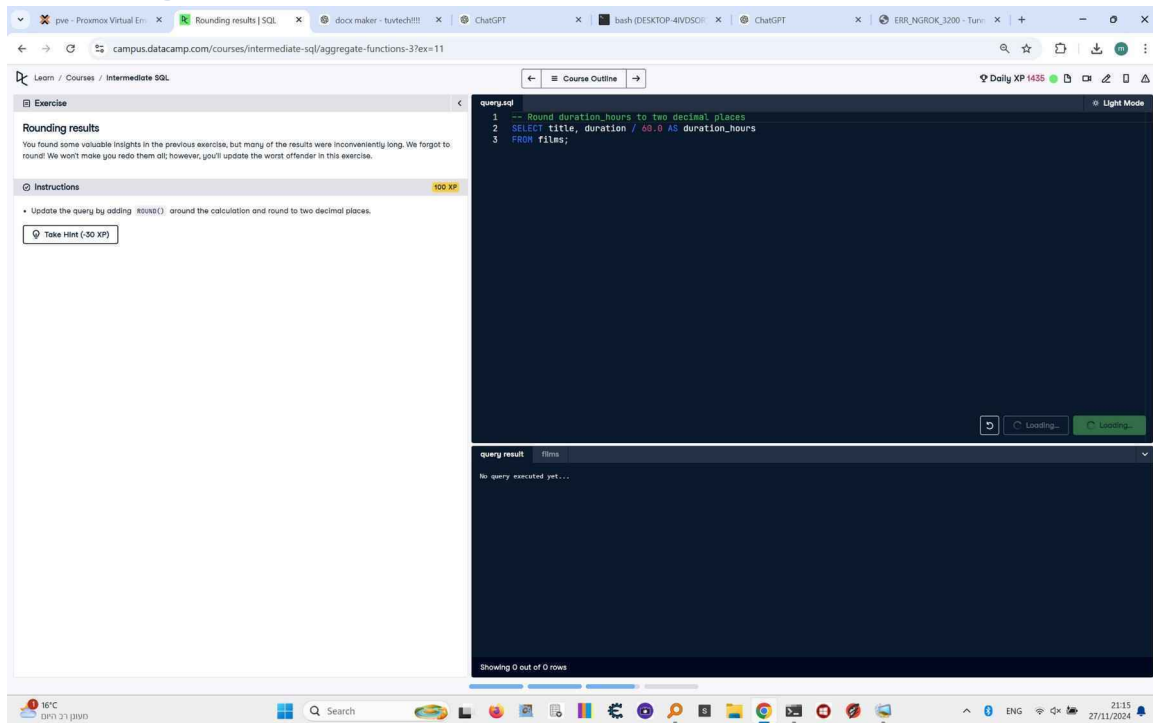 pve - Proxmox Virtual En
Rounding results | SQL
docx maker - tuvtech!!!!
ChatGPT
bash (DESKTOP-4IVDSOR
ChatGPT
ERR_NGROK_3200 - Tunn
campus.datacamp.com/courses/intermediate-sql/aggregate-functions-3?ex=11
Learn / Courses / Intermediate SQL
Course Outline
Daily XP 1435
Exercise
Rounding results
You found some valuable insights in the previous exercise, but many of the results were inconveniently long. We forgot to
round! We won't make you redo them all; however, you'll update the worst offender in this exercise.
Instructions
100 XP
• Update the query by adding ROUND() around the calculation and round to two decimal places.
Take Hint (-30 XP)
query.sql
Light Mode
1 -- Round duration_hours to two decimal places
2 SELECT title, duration / 60.0 AS duration_hours
3 FROM films;
Loading...
Loading...
query result
films
No query executed yet...
Showing 0 out of 0 rows
16°C
מעונן רב היום
Search
ENG
21:15
27/11/2024